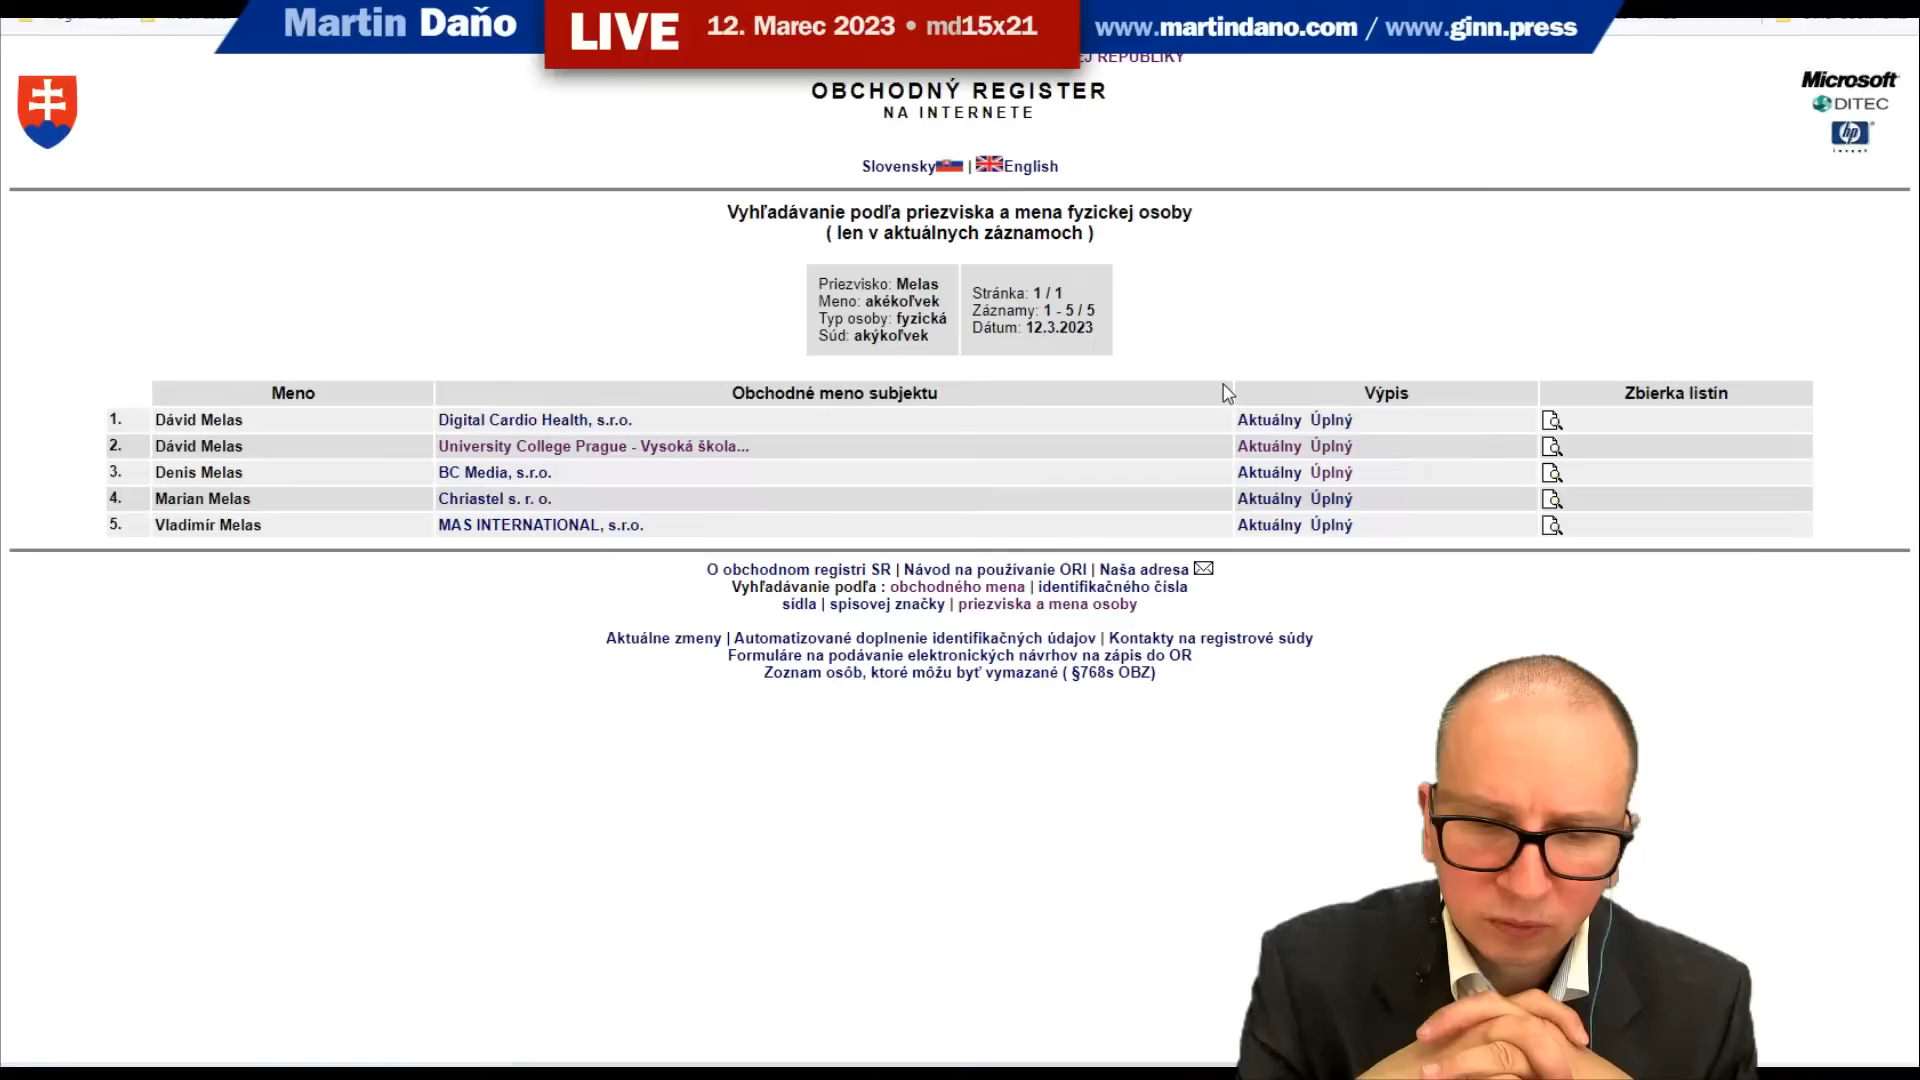 Martin Daňo
LIVE
12. Marec 2023 • md15x21
www.martindano.com / www.ginn.press
REPUBLIKY
OBCHODNÝ REGISTER
NA INTERNETE
Microsoft
DITEC
hp
invent
Slovensky | English
Vyhľadávanie podľa priezviska a mena fyzickej osoby
( len v aktuálnych záznamoch )
Priezvisko: Melas
Meno: akékoľvek
Typ osoby: fyzická
Súd: akýkoľvek
Stránka: 1 / 1
Záznamy: 1 - 5 / 5
Dátum: 12.3.2023
Meno Obchodné meno subjektu Výpis Zbierka listín
1. Dávid Melas Digital Cardio Health, s.r.o. Aktuálny Úplný
2. Dávid Melas University College Prague - Vysoká škola... Aktuálny Úplný
3. Denis Melas BC Media, s.r.o. Aktuálny Úplný
4. Marian Melas Chriastel s. r. o. Aktuálny Úplný
5. Vladimír Melas MAS INTERNATIONAL, s.r.o. Aktuálny Úplný
O obchodnom registri SR | Návod na používanie ORI | Naša adresa
Vyhľadávanie podľa : obchodného mena | identifikačného čísla
sídla | spisovej značky | priezviska a mena osoby
Aktuálne zmeny | Automatizované doplnenie identifikačných údajov | Kontakty na registrové súdy
Formuláre na podávanie elektronických návrhov na zápis do OR
Zoznam osôb, ktoré môžu byť vymazané ( §768s OBZ)